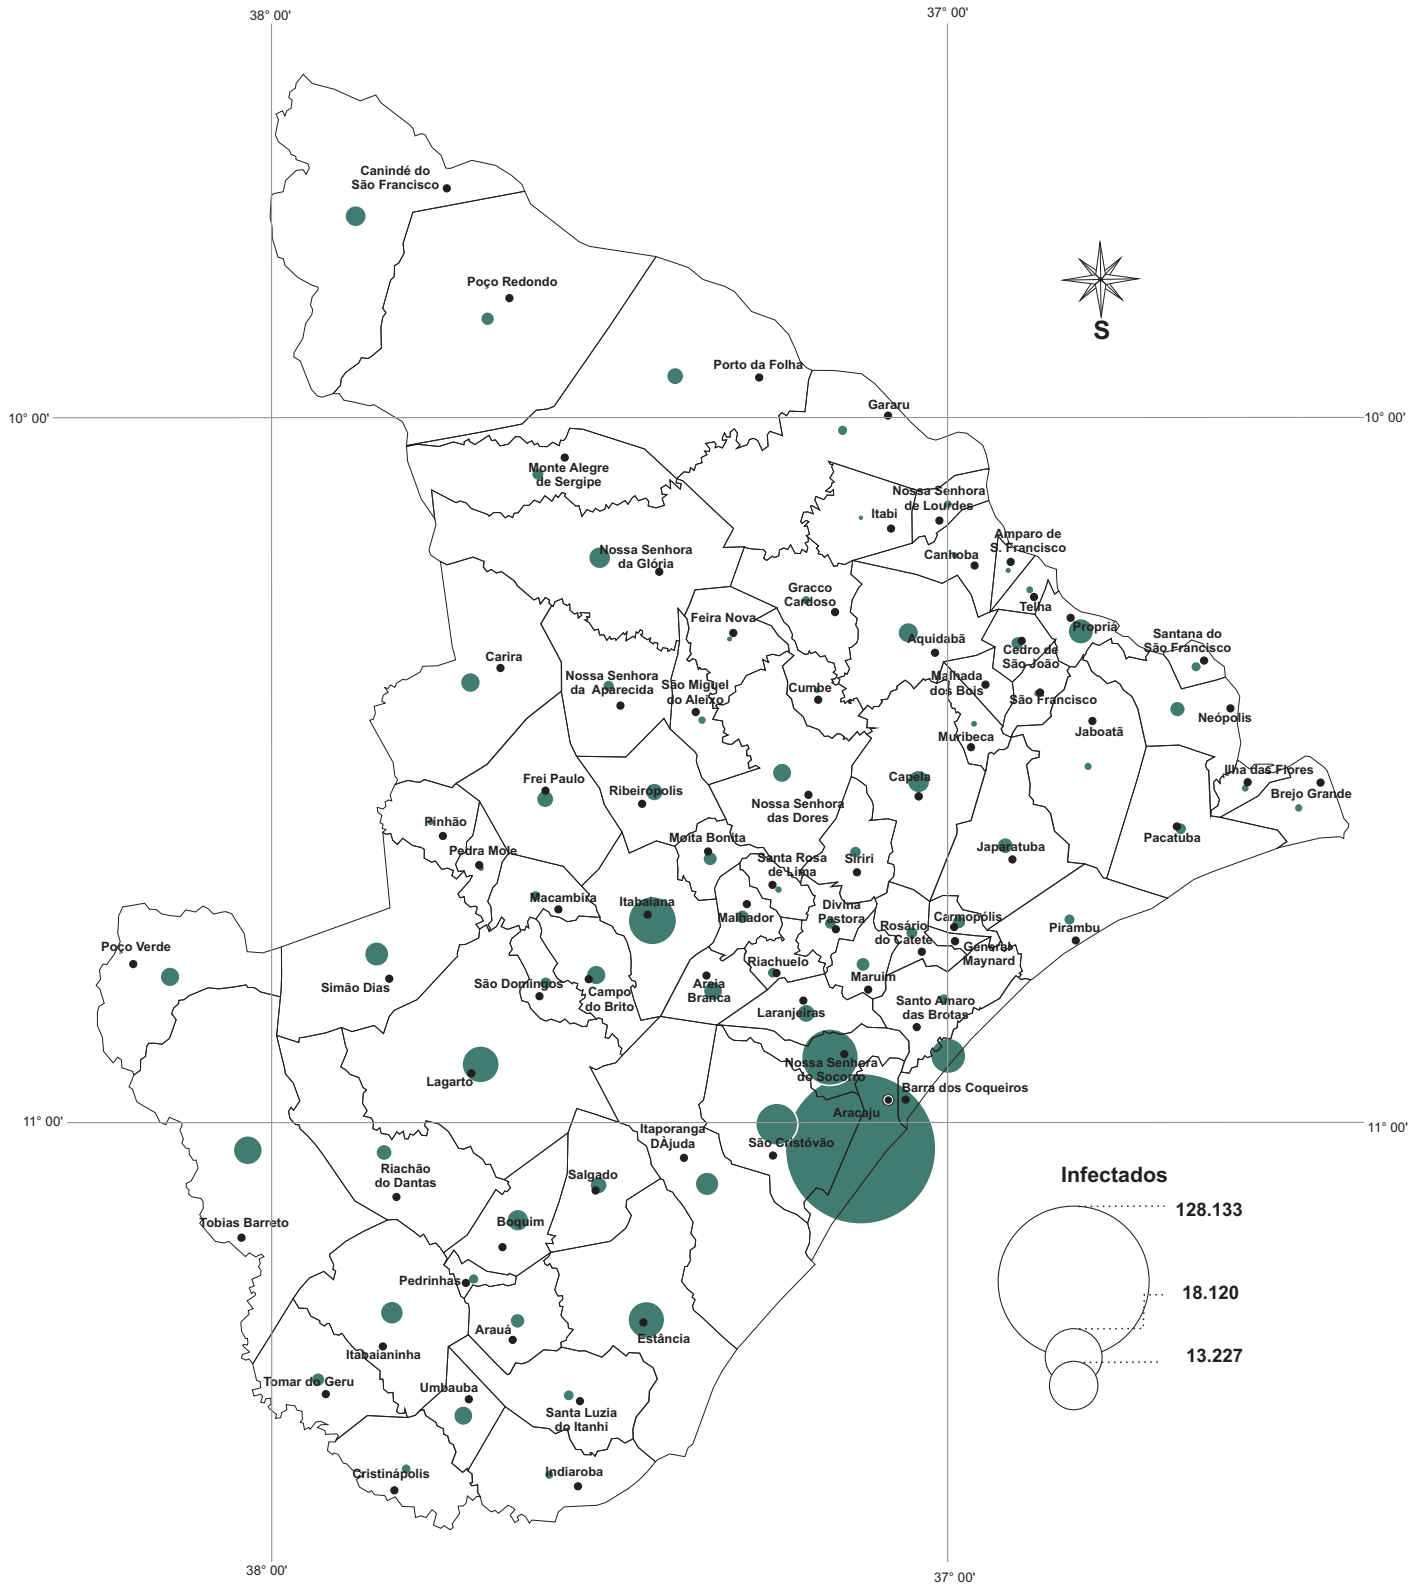 38° 00'
37° 00'
Canindé do
São Francisco
Poço Redondo
S
Porto da Folha
Gararu
10° 00'
10° 00'
Monte Alegre
de Sergipe
Nossa Senhora
de Lourdes
Itabi
Amparo de
S. Francisco
Canhoba
Nossa Senhora
da Glória
Gracco
Cardoso
Telha
Feira Nova
Propriá
Santana do
São Francisco
Aquidabã
Cedro de
São João
Carira
Nossa Senhora
da Aparecida
São Miguel
do Aleixo
Cumbe
Malhada
dos Bois
São Francisco
Neópolis
Jaboatã
Muribeca
Frei Paulo
Ribeirópolis
Capela
Ilha das Flores
Brejo Grande
Nossa Senhora
das Dores
Pinhão
Pedra Mole
Moita Bonita
Santa Rosa
de Lima
Siriri
Japaratuba
Pacatuba
Macambira
Itabaiana
Malhador
Divina
Pastora
Rosário
do Catete
Carmopólis
Pirambu
General
Maynard
Poço Verde
Simão Dias
São Domingos
Campo
do Brito
Areia
Branca
Riachuelo
Maruim
Laranjeiras
Santo Amaro
das Brotas
Lagarto
Nossa Senhora
do Socorro
Barra dos Coqueiros
Aracaju
11° 00'
11° 00'
Itaporanga
DÀjuda
São Cristóvão
Riachão
do Dantas
Salgado
Infectados
128.133
18.120
13.227
Tobias Barreto
Boquim
Pedrinhas
Arauá
Estância
Itabaianinha
Tomar do Geru
Umbauba
Santa Luzia
do Itanhi
Cristinápolis
Indiaroba
38° 00'
37° 00'